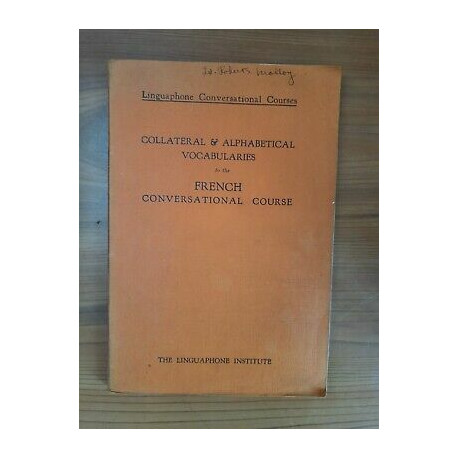 Linguaphone Conversational Courses
COLLATERAL & ALPHABETICAL
VOCABULARIES
to the
FRENCH
CONVERSATIONAL COURSE
THE LINGUAPHONE INSTITUTE